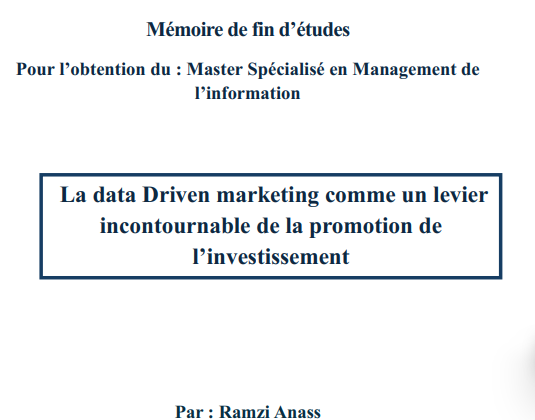 Mémoire de fin d’études
Pour l’obtention du : Master Spécialisé en Management de
l’information
La data Driven marketing comme un levier
incontournable de la promotion de
l’investissement
Par : Ramzi Anass